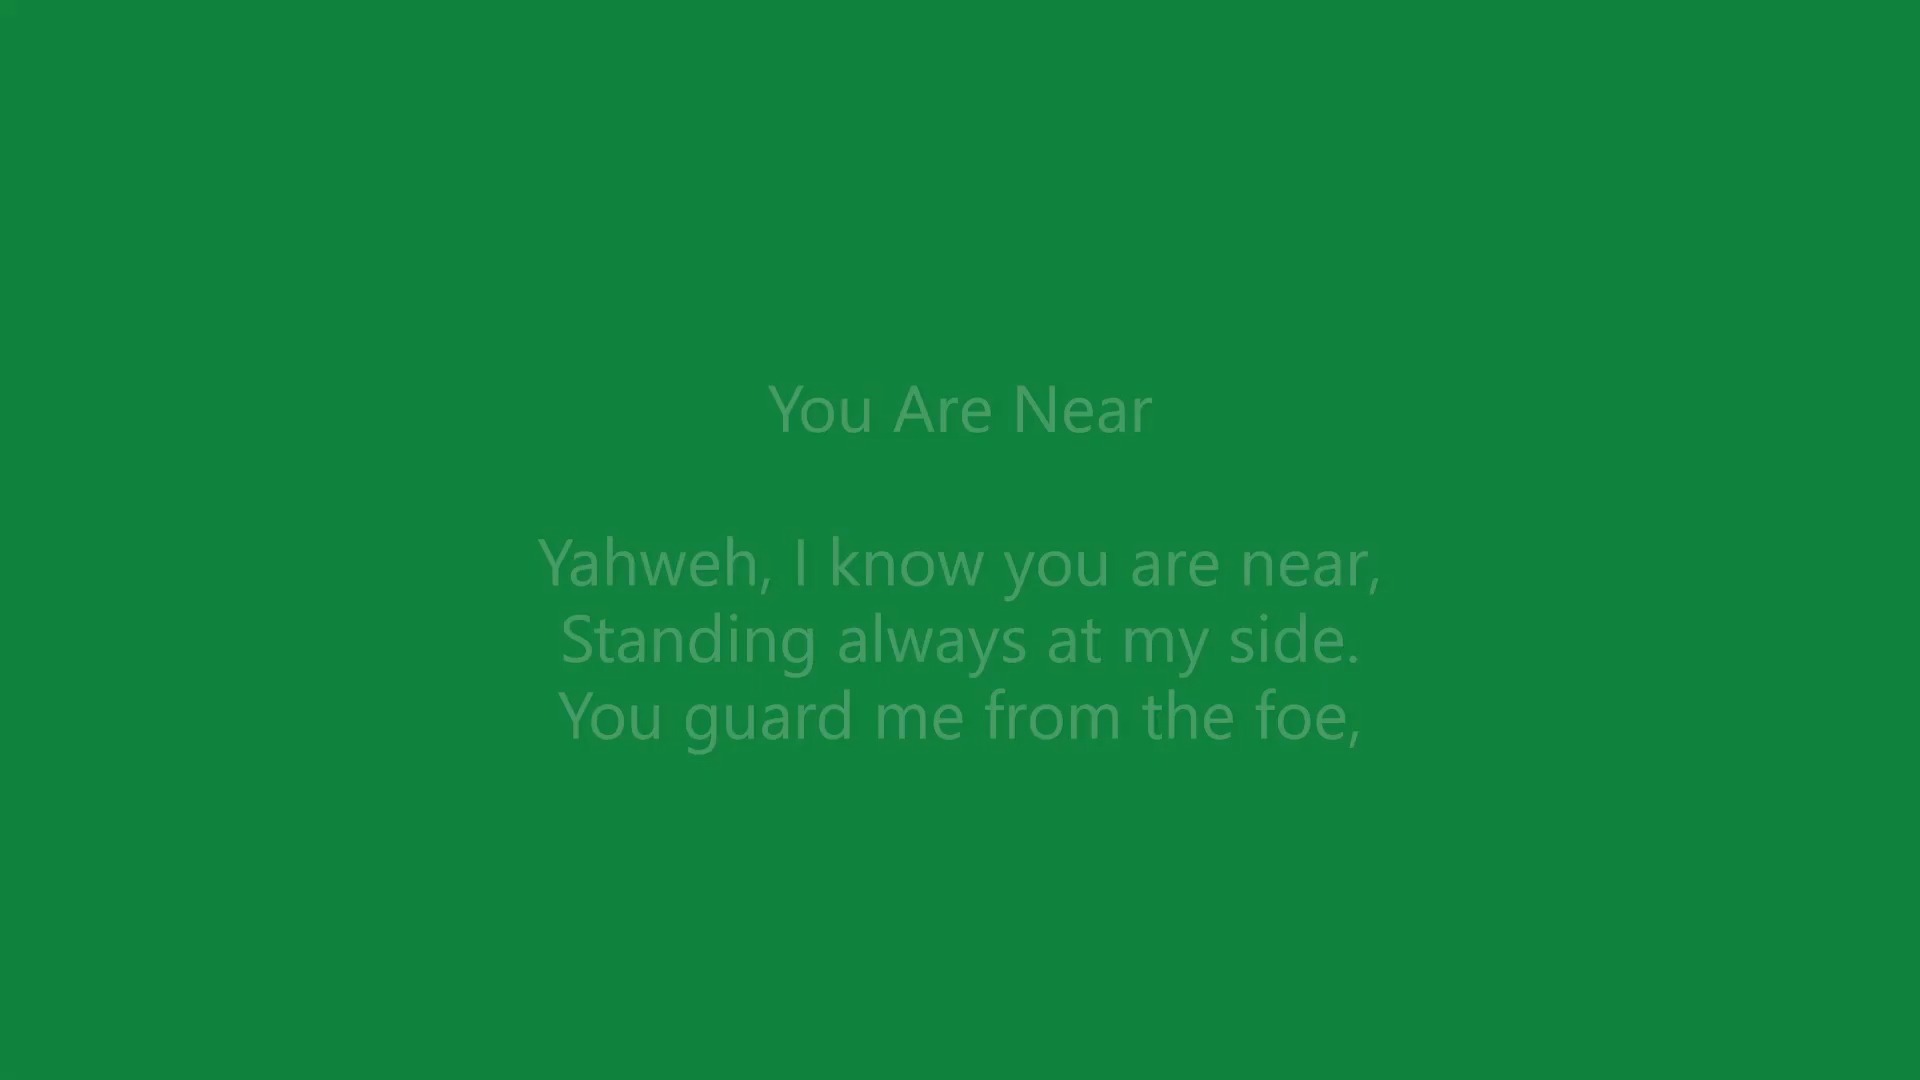 You Are Near
Yahweh, I know you are near,
Standing always at my side.
You guard me from the foe,